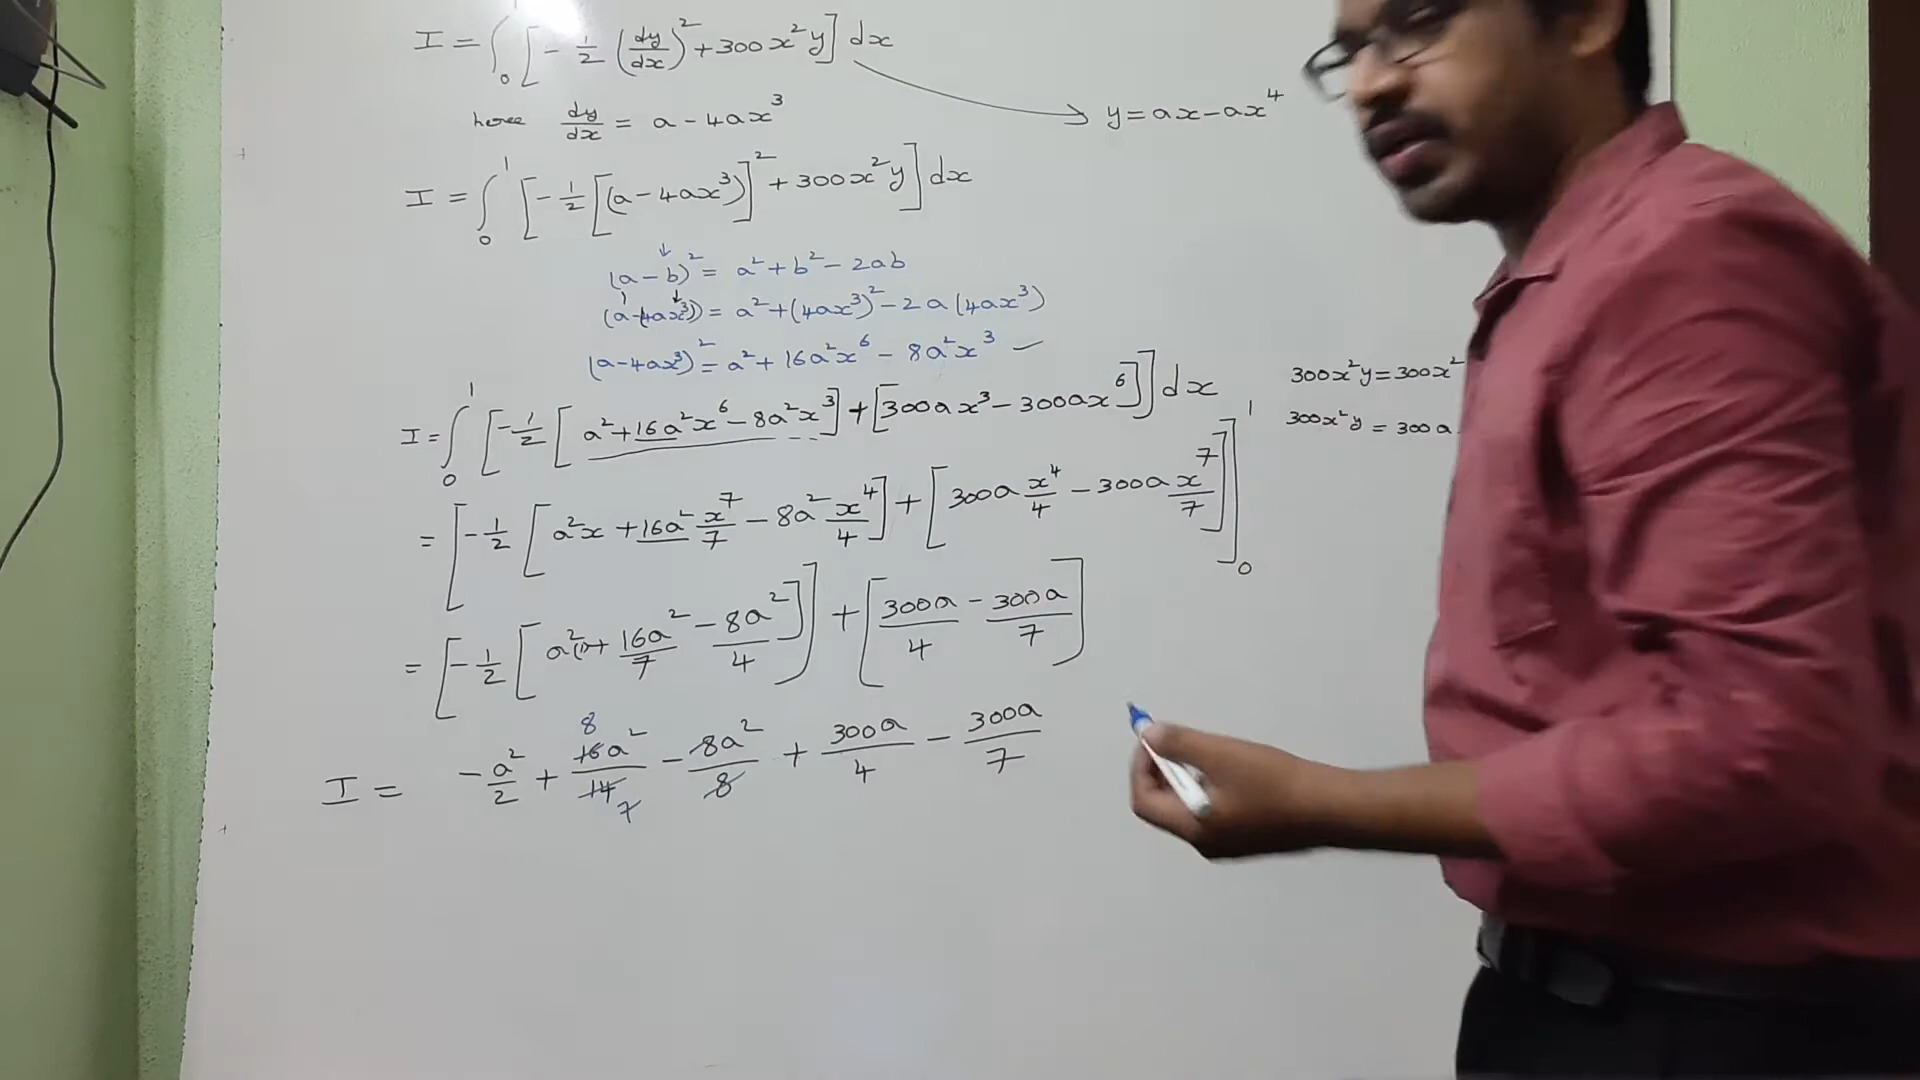 I = ∫₀¹ [-1/2 (dy/dx)² + 300x²y] dx
here dy/dx = a - 4ax³
y = ax - ax⁴
I = ∫₀¹ [-1/2 [(a - 4ax³)]² + 300x²y] dx
(a - b)² = a² + b² - 2ab
(a - (4ax³)) = a² + (4ax³)² - 2a(4ax³)
(a - 4ax³)² = a² + 16a²x⁶ - 8a²x³
300x²y = 300x²
300x²y = 300a
I = ∫₀¹ [-1/2 [a² + 16a²x⁶ - 8a²x³] + [300ax³ - 300ax⁶]] dx
= [-1/2 [a²x + 16a² x⁷/7 - 8a² x⁴/4] + [300a x⁴/4 - 300a x⁷/7]]₀¹
= [-1/2 [a²(1) + 16a²/7 - 8a²/4]] + [300a/4 - 300a/7]
8
I = -a²/2 + 16a²/14 - 8a²/8 + 300a/4 - 300a/7
7